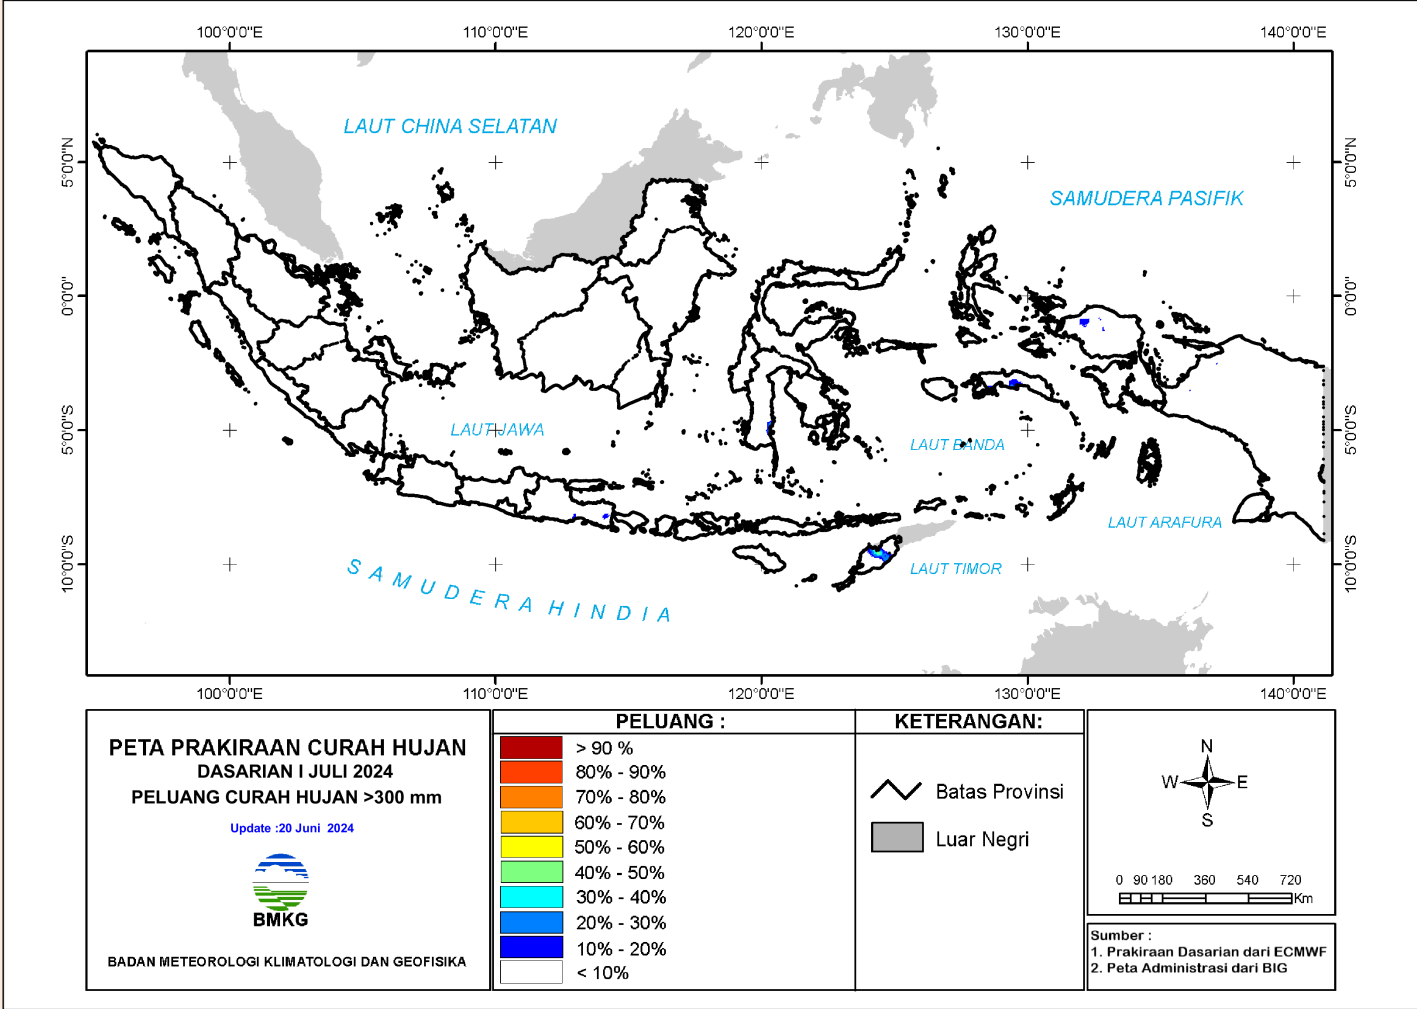 100°0'0"E 110°0'0"E 120°0'0"E 130°0'0"E 140°0'0"E
LAUT CHINA SELATAN
5°0'0"N 5°0'0"N
SAMUDERA PASIFIK
0°0'0" 0°0'0"
5°0'0"S LAUT JAWA LAUT BANDA 5°0'0"S
LAUT ARAFURA
10°0'0"S SAMUDERA HINDIA LAUT TIMOR 10°0'0"S
100°0'0"E 110°0'0"E 120°0'0"E 130°0'0"E 140°0'0"E
PETA PRAKIRAAN CURAH HUJAN
DASARIAN I JULI 2024
PELUANG CURAH HUJAN >300 mm
Update :20 Juni 2024
BMKG
BADAN METEOROLOGI KLIMATOLOGI DAN GEOFISIKA
PELUANG :
> 90 %
80% - 90%
70% - 80%
60% - 70%
50% - 60%
40% - 50%
30% - 40%
20% - 30%
10% - 20%
< 10%
KETERANGAN:
Batas Provinsi
Luar Negri
N
W E
S
0 90 180 360 540 720
Km
Sumber :
1. Prakiraan Dasarian dari ECMWF
2. Peta Administrasi dari BIG